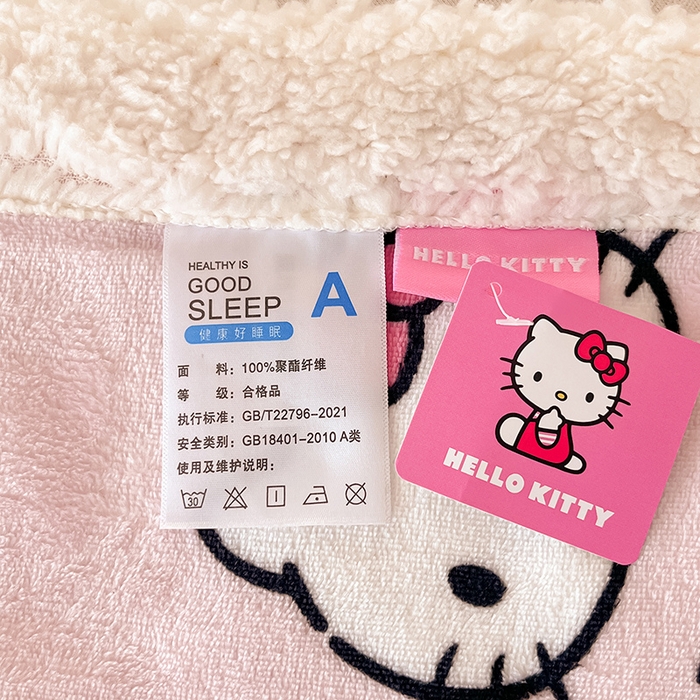 HEALTHY IS
GOOD
SLEEP
A
健康好睡眠
面 料：100%聚酯纤维
等 级：合格品
执行标准：GB/T22796-2021
安全类别：GB18401-2010 A类
使用及维护说明：
30
HELLO KITTY
HELLO KITTY